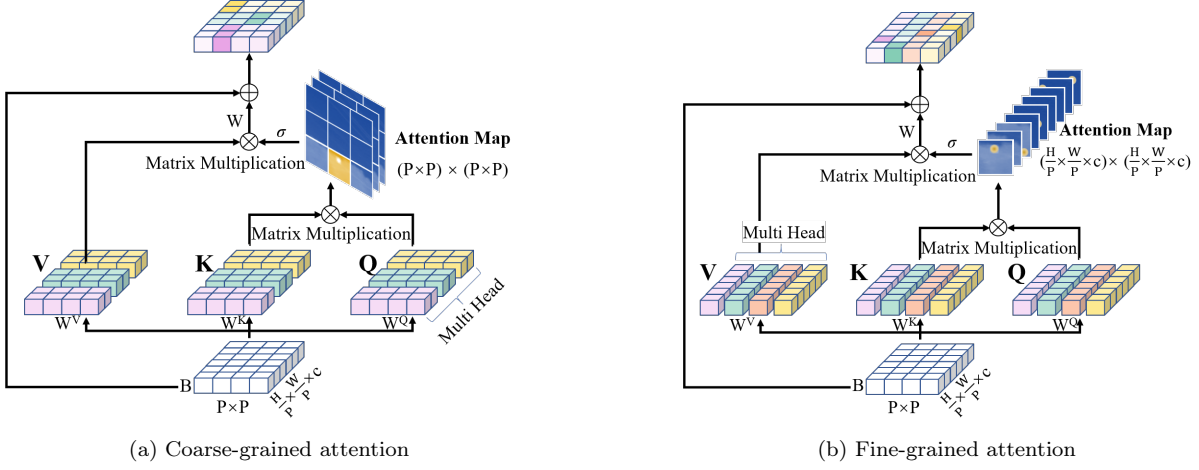 W
σ
Matrix Multiplication
Attention Map
(P×P) × (P×P)
Matrix Multiplication
V
K
Q
Multi Head
W^V
W^K
W^Q
B
P×P
H/P × W/P × c
(a) Coarse-grained attention
W
σ
Matrix Multiplication
Attention Map
(H/P × W/P × c) × (H/P × W/P × c)
Multi Head
Matrix Multiplication
V
K
Q
W^V
W^K
W^Q
B
P×P
H/P × W/P × c
(b) Fine-grained attention